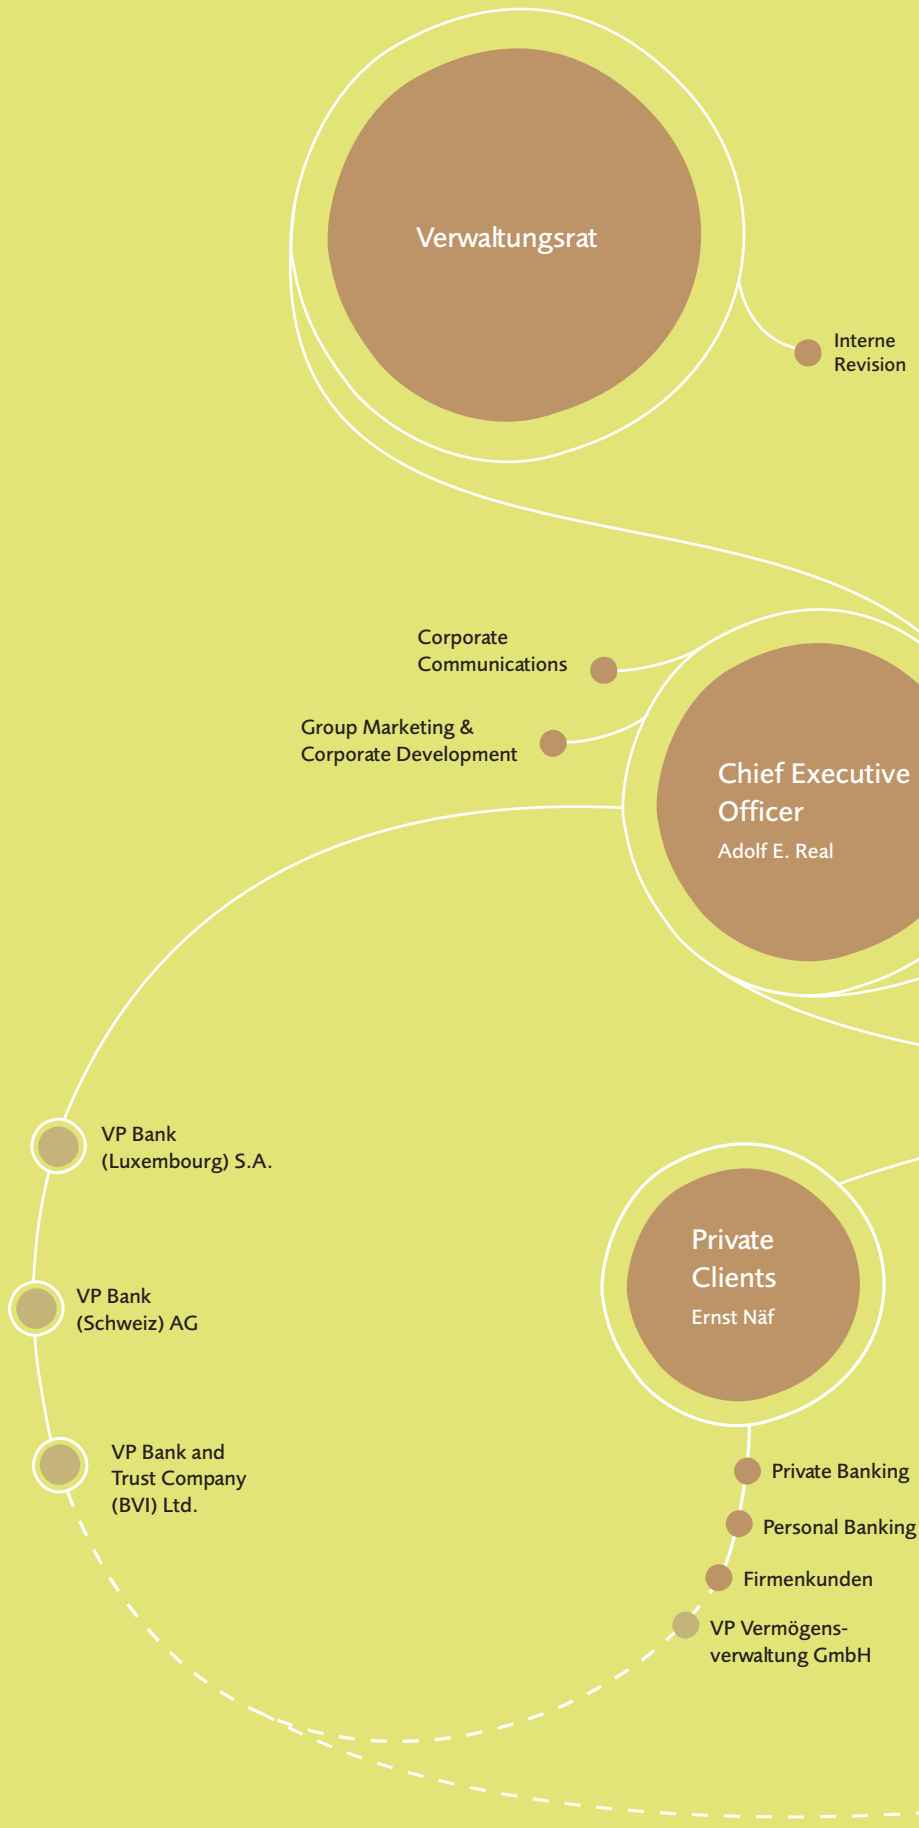 Verwaltungsrat
Interne
Revision
Corporate
Communications
Group Marketing &
Corporate Development
Chief Executive
Officer
Adolf E. Real
VP Bank
(Luxembourg) S.A.
Private
Clients
Ernst Näf
VP Bank
(Schweiz) AG
VP Bank and
Trust Company
(BVI) Ltd.
Private Banking
Personal Banking
Firmenkunden
VP Vermögens-
verwaltung GmbH